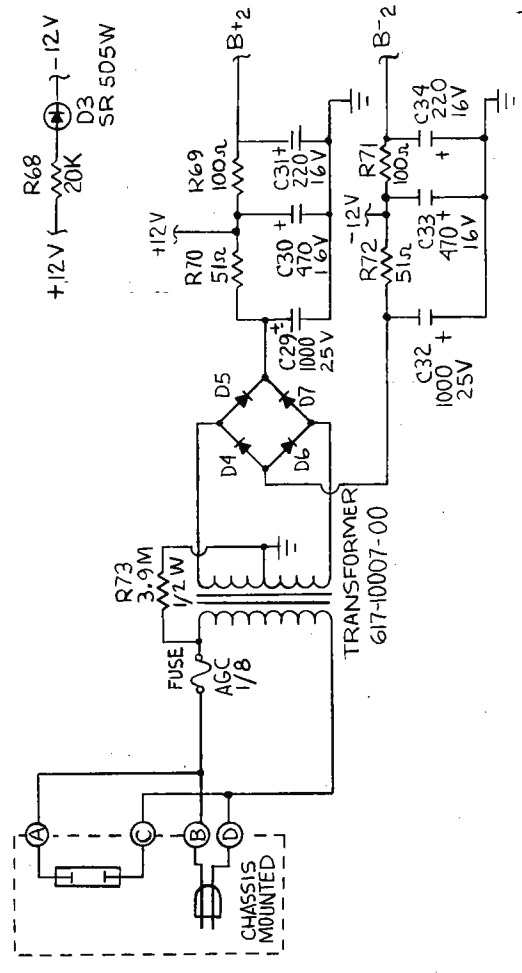 +12V
R68
20K
D3
SR 505W
-12V
CHASSIS
MOUNTED
A
C
B
D
FUSE
AGC
1/8
R73
3.9M
1/2W
TRANSFORMER
617-10007-00
D4
D5
D6
D7
C29
1000
25V
+
R70
51Ω
+12V
C30
470
16V
+
R69
100Ω
C31
220
16V
+
B+2
C32
1000
25V
+
R72
51Ω
-12V
C33
470
16V
+
R71
100Ω
C34
220
16V
+
B-2